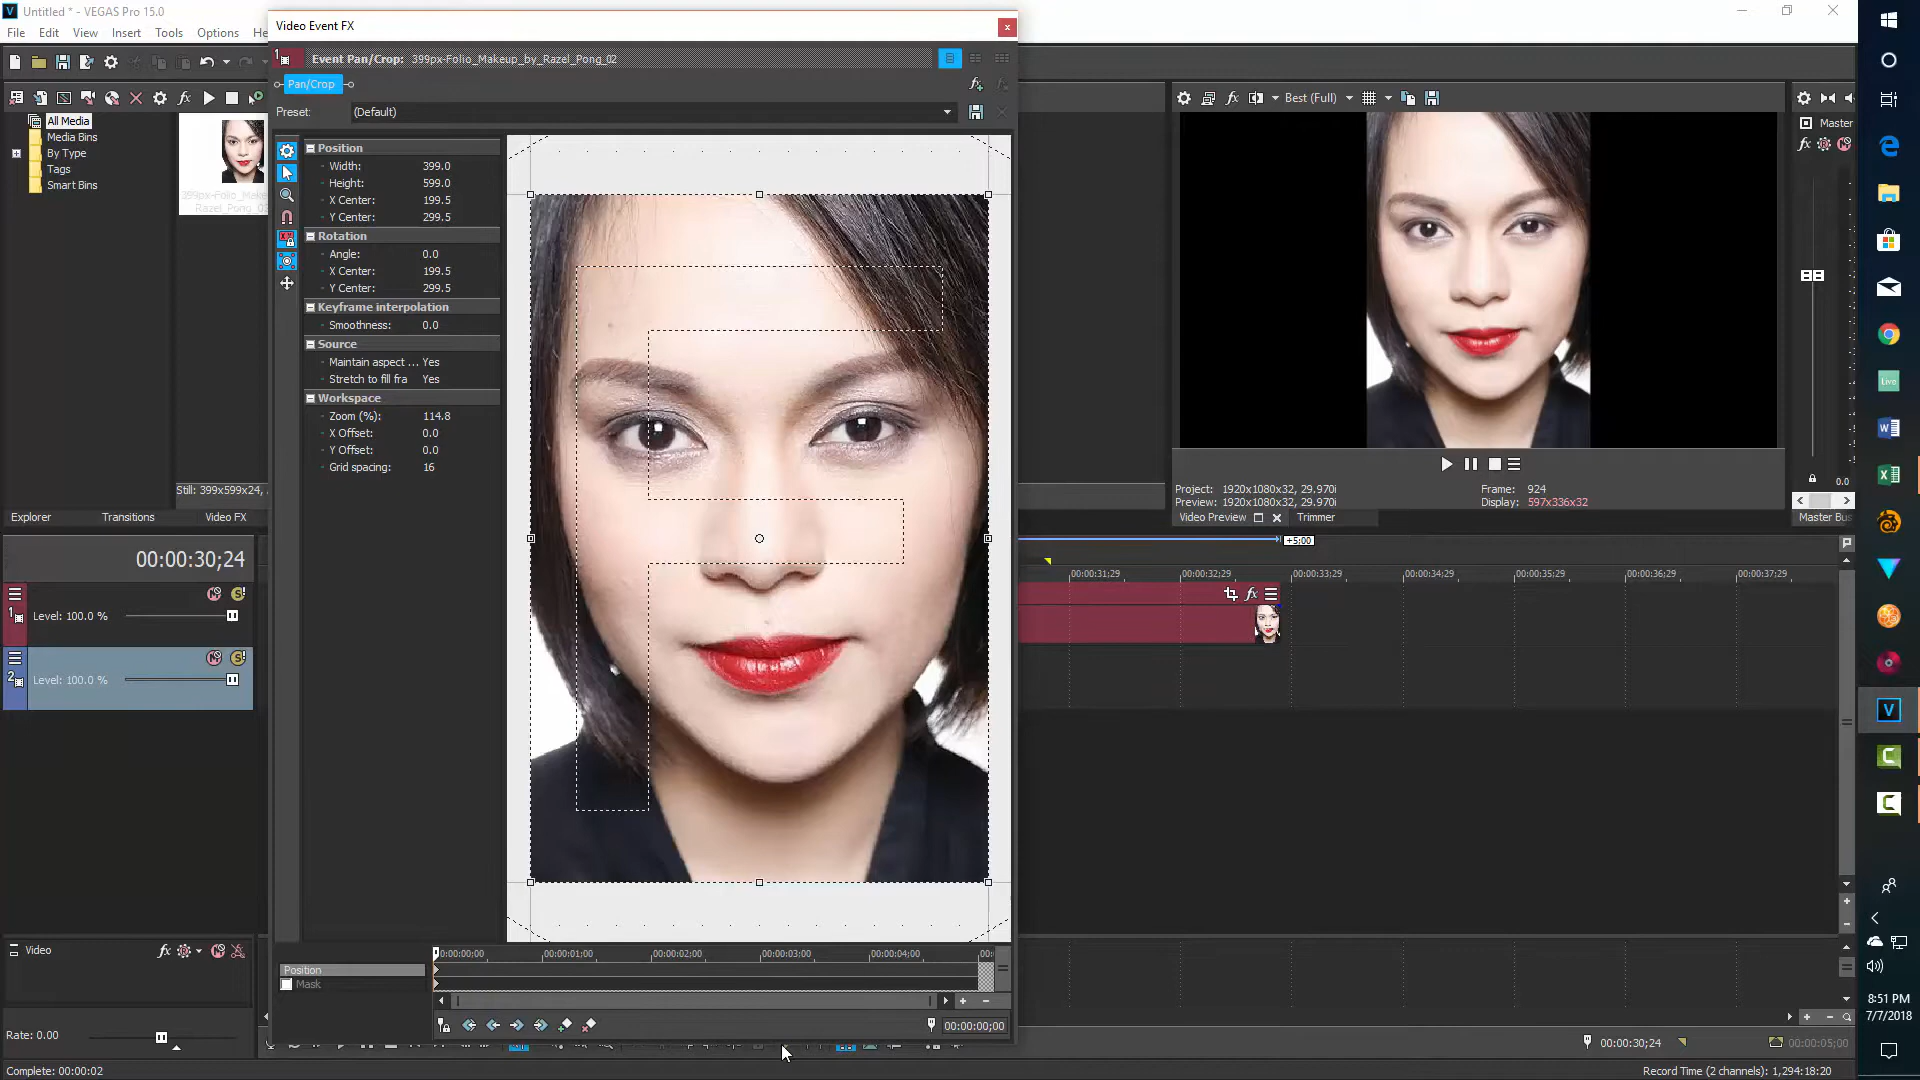 Untitled * - VEGAS Pro 15.0
File Edit View Insert Tools Options He
Video Event FX
Event Pan/Crop: 399px-Folio_Makeup_by_Razel_Pong_02
Pan/Crop
Preset: (Default)
All Media
Media Bins
By Type
Tags
Smart Bins
Still: 399x599x24,
Explorer Transitions Video FX
Position
Width: 399.0
Height: 599.0
X Center: 199.5
Y Center: 299.5
Rotation
Angle: 0.0
X Center: 199.5
Y Center: 299.5
Keyframe interpolation
Smoothness: 0.0
Source
Maintain aspect ... Yes
Stretch to fill fra Yes
Workspace
Zoom (%): 114.8
X Offset: 0.0
Y Offset: 0.0
Grid spacing: 16
Best (Full)
Master
Project: 1920x1080x32, 29.970i
Preview: 1920x1080x32, 29.970i
Frame: 924
Display: 597x336x32
Video Preview Trimmer
0.0
Master Bus
00:00:30;24
Level: 100.0 %
Level: 100.0 %
+5:00
00:00:31;29 00:00:32;29 00:00:33;29 00:00:34;29 00:00:35;29 00:00:36;29 00:00:37;29
Video
Rate: 0.00
Complete: 00:00:02
Position
Mask
00:00:00;00 00:00:01;00 00:00:02;00 00:00:03;00 00:00:04;00
00:00:00;00
00:00:30;24
00:00:05;00
Record Time (2 channels): 1,294:18:20
Live
8:51 PM
7/7/2018